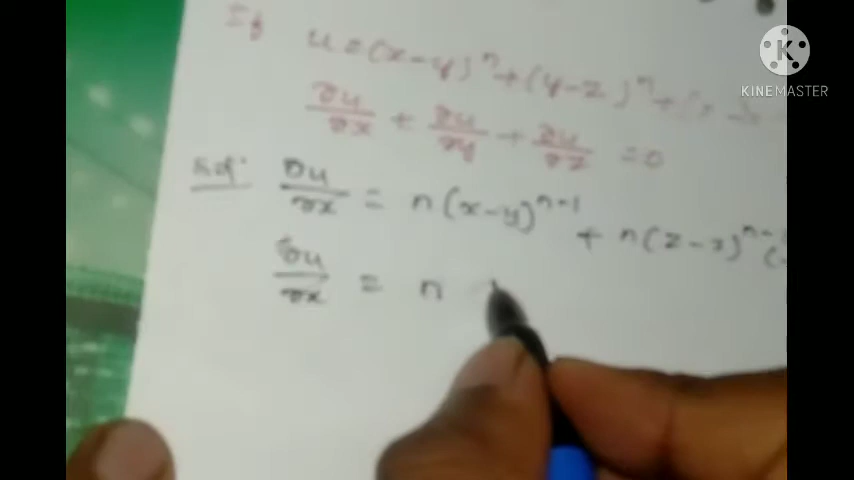 If u = (x-y)^n + (y-z)^n +
∂u/∂x + ∂u/∂y + ∂u/∂z = 0
Sol: ∂u/∂x = n(x-y)^{n-1} + n(z-x)^{n-1} (-
∂u/∂x = n
K
KINEMASTER